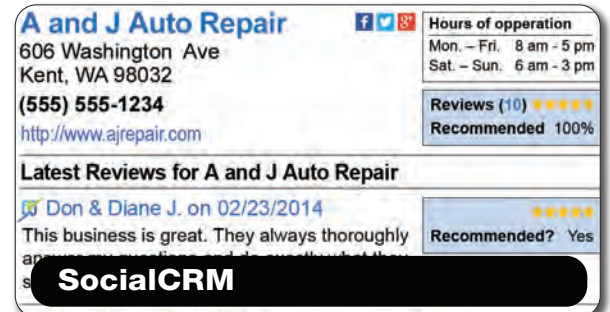 A and J Auto Repair
606 Washington Ave
Kent, WA 98032
(555) 555-1234
http://www.ajrepair.com
Hours of opperation
Mon. – Fri. 8 am - 5 pm
Sat. – Sun. 6 am - 3 pm
Reviews (10)
Recommended 100%
Latest Reviews for A and J Auto Repair
Don & Diane J. on 02/23/2014
This business is great. They always thoroughly
Recommended? Yes
SocialCRM